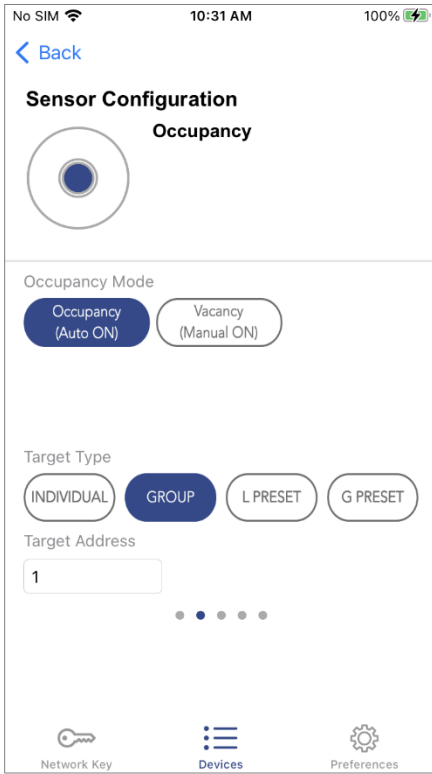 No SIM 10:31 AM 100%
Back
Sensor Configuration
Occupancy
Occupancy Mode
Occupancy
(Auto ON)
Vacancy
(Manual ON)
Target Type
INDIVIDUAL GROUP L PRESET G PRESET
Target Address
1
Network Key Devices Preferences